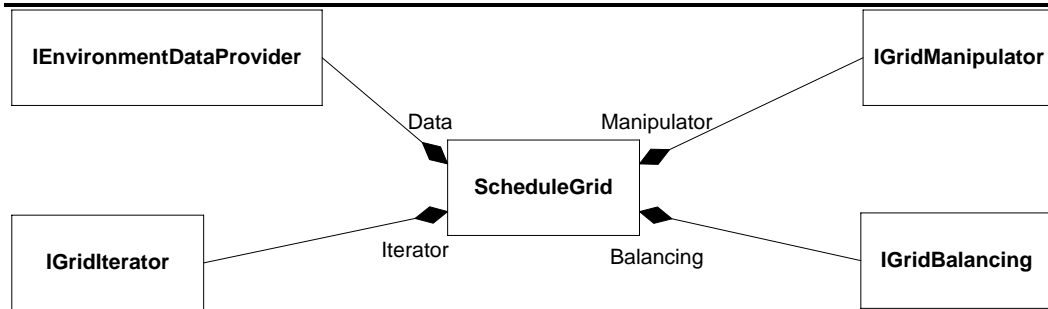 IEnvironmentDataProvider
IGridManipulator
Data
Manipulator
ScheduleGrid
IGridIterator
Iterator
Balancing
IGridBalancing